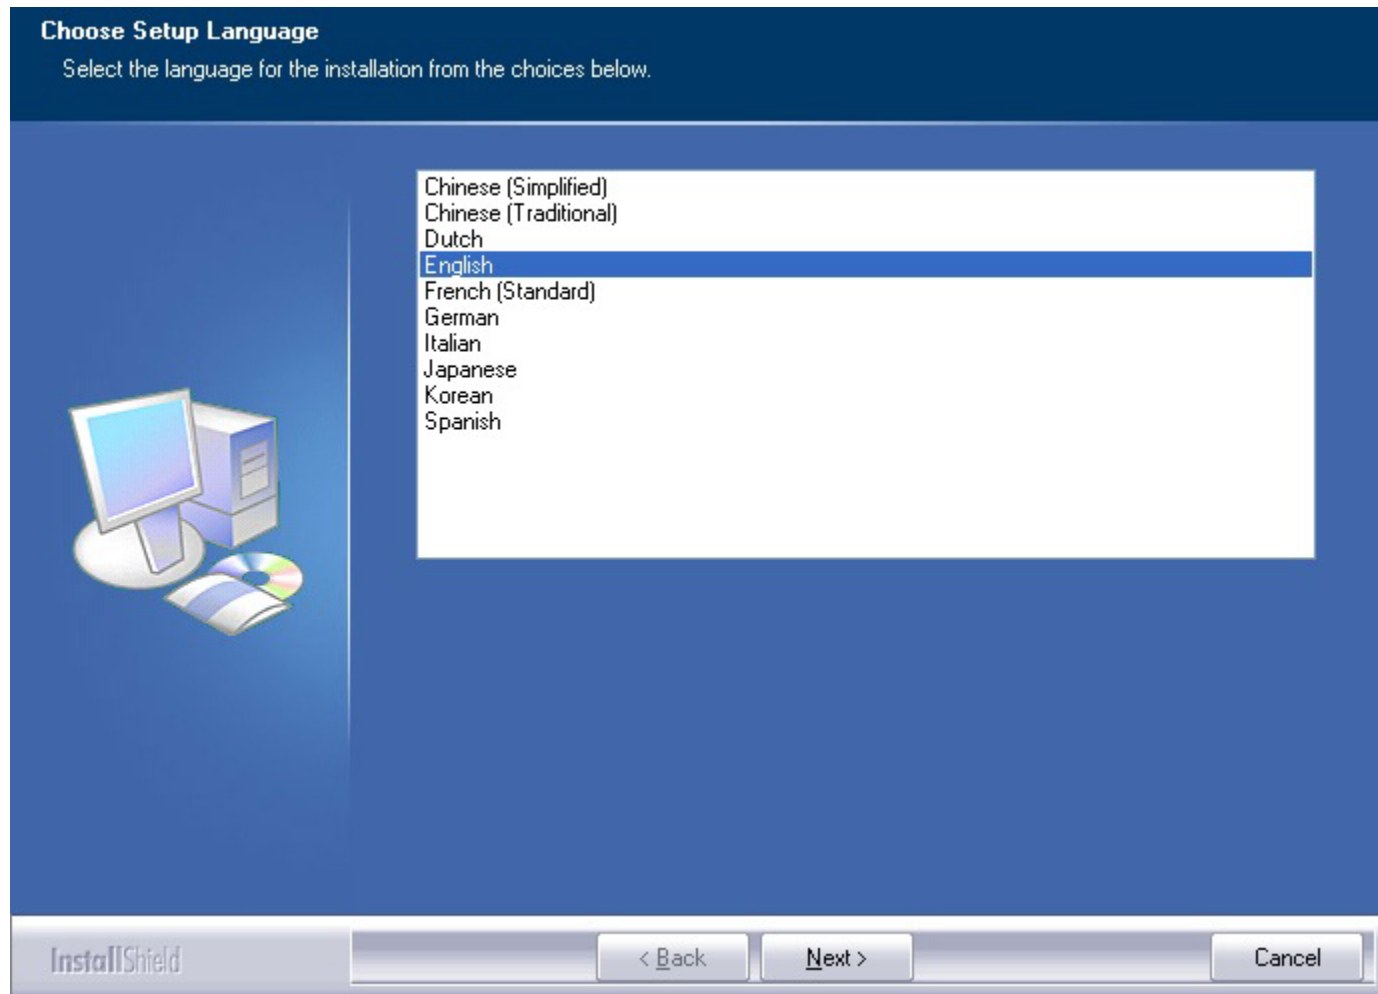 Choose Setup Language
Select the language for the installation from the choices below.
Chinese (Simplified)
Chinese (Traditional)
Dutch
English
French (Standard)
German
Italian
Japanese
Korean
Spanish
InstallShield
< Back
Next >
Cancel